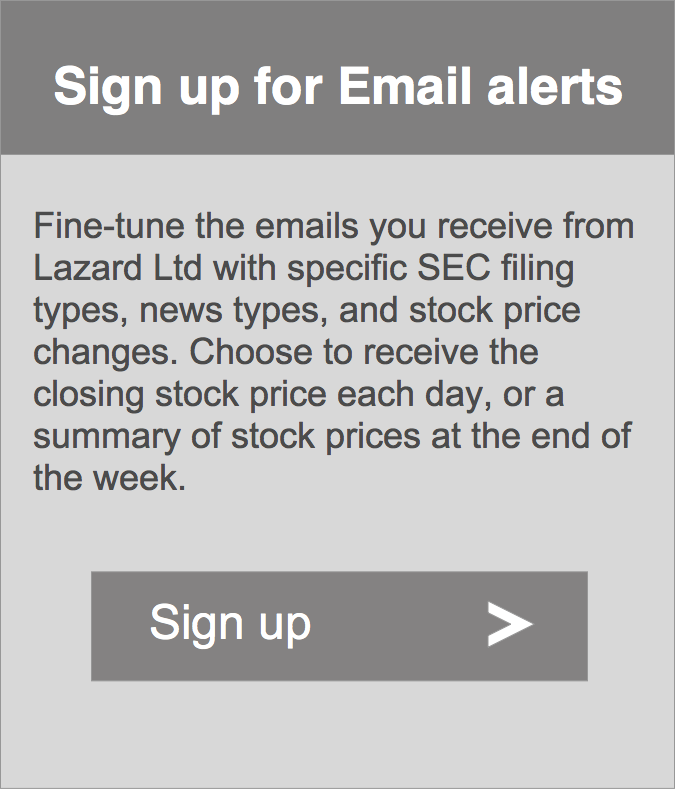 Sign up for Email alerts
Fine-tune the emails you receive from
Lazard Ltd with specific SEC filing
types, news types, and stock price
changes. Choose to receive the
closing stock price each day, or a
summary of stock prices at the end of
the week.
Sign up >